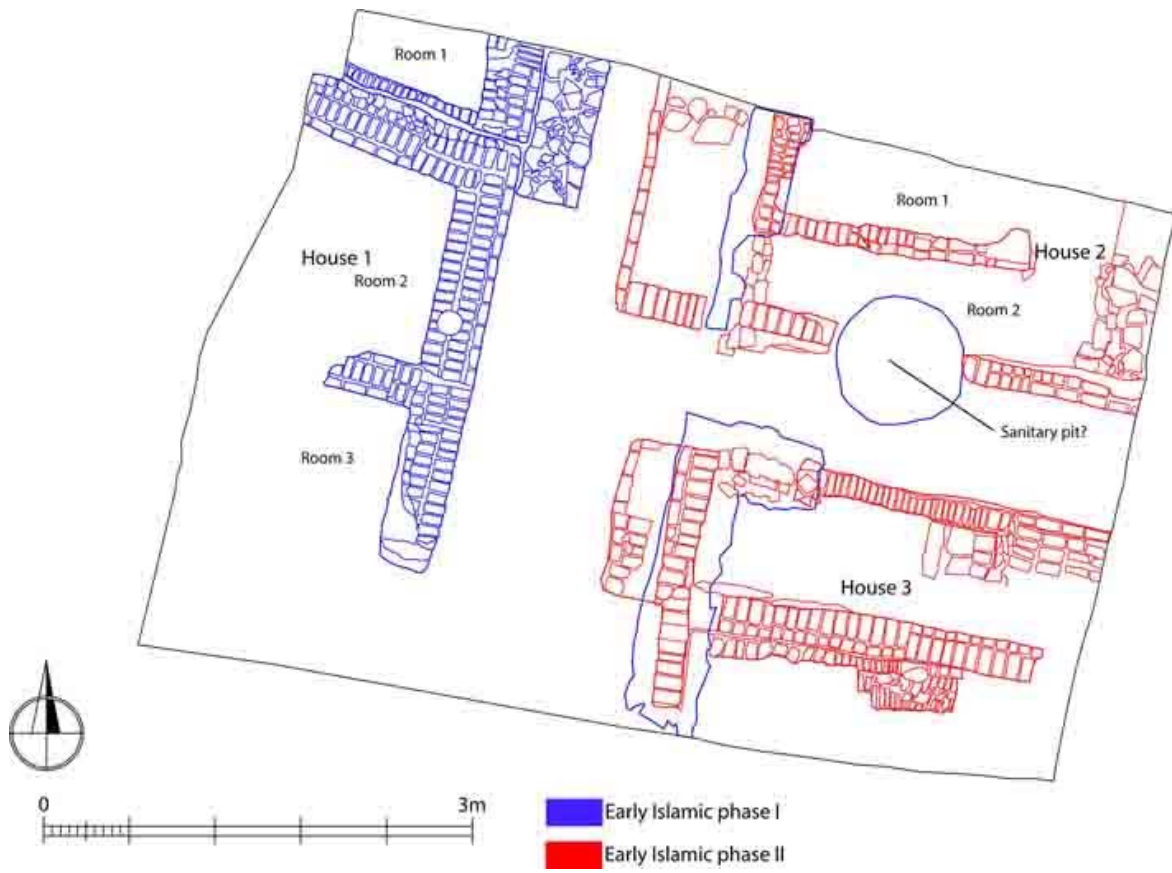 Room 1
House 1
Room 2
Room 3
Room 1
House 2
Room 2
Sanitary pit?
House 3
0 3m
Early Islamic phase I
Early Islamic phase II